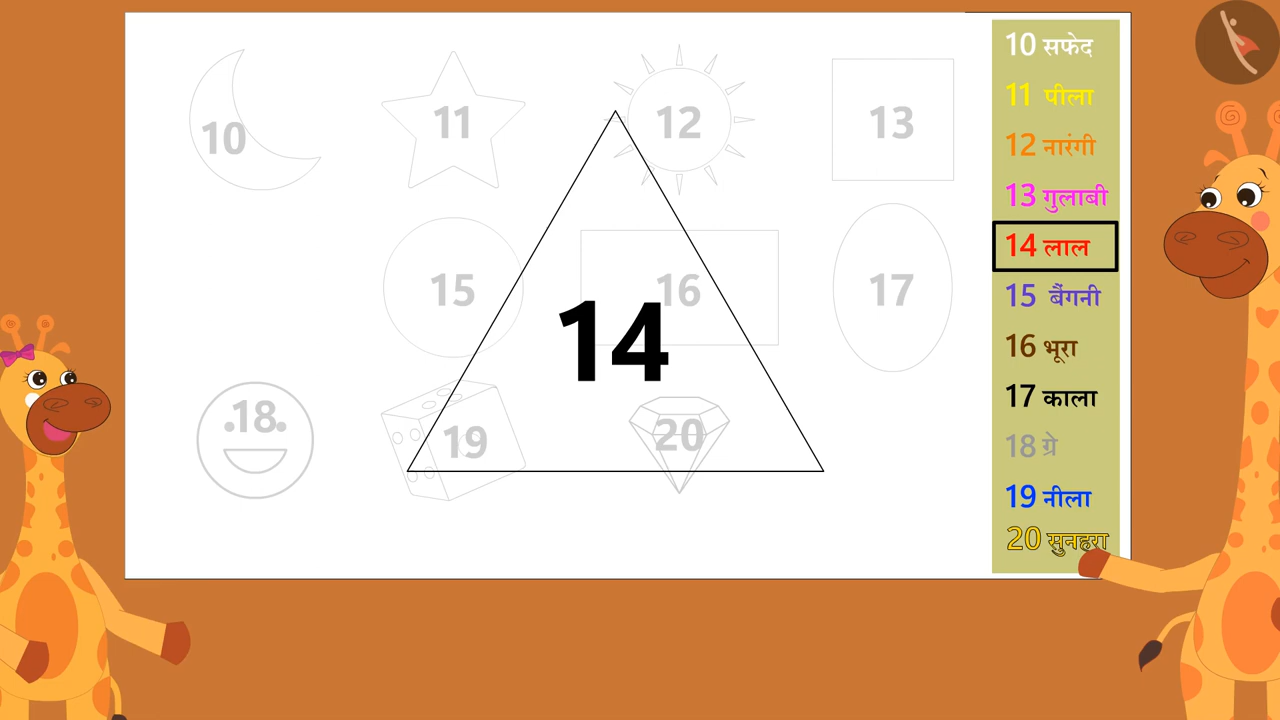 10
11
12
13
15
16
17
14
18
19
20
10 सफेद
11 पीला
12 नारंगी
13 गुलाबी
14 लाल
15 बैंगनी
16 भूरा
17 काला
18 ग्रे
19 नीला
20 सुनहरा